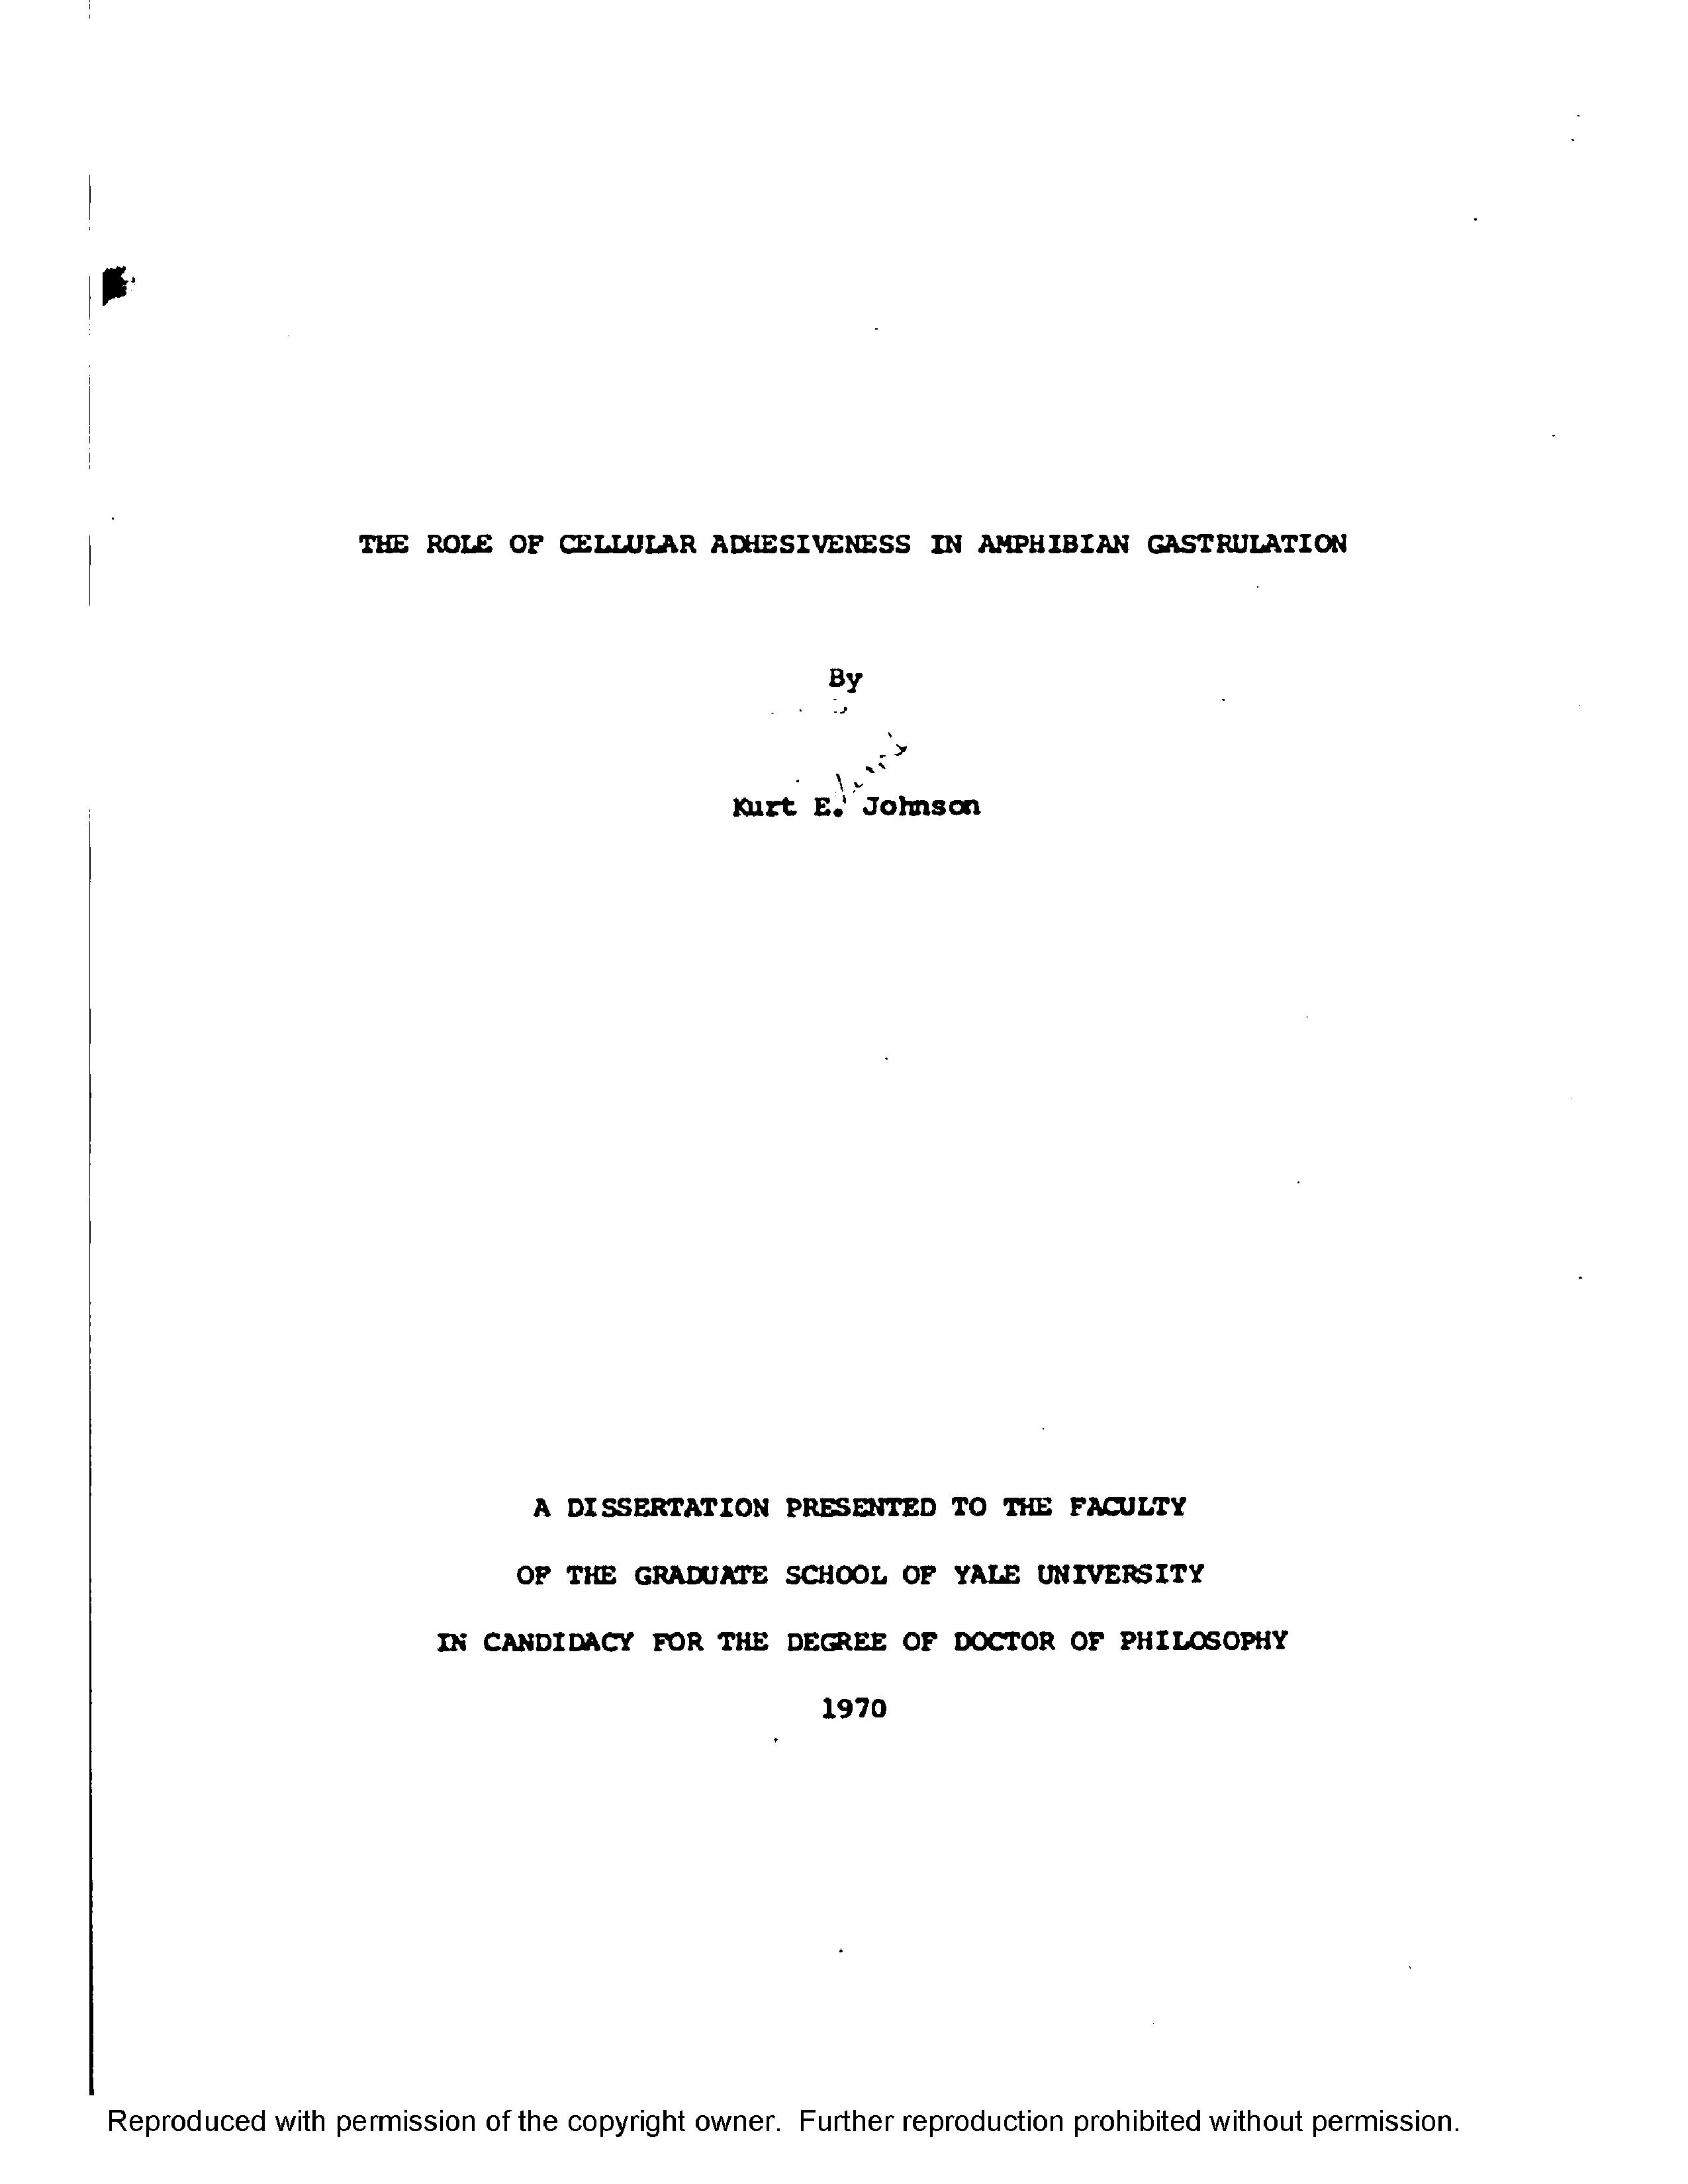 THE ROLE OF CELLULAR ADHESIVENESS IN AMPHIBIAN GASTRULATION
By
Kurt E. Johnson
A DISSERTATION PRESENTED TO THE FACULTY
OF THE GRADUATE SCHOOL OF YALE UNIVERSITY
IN CANDIDACY FOR THE DEGREE OF DOCTOR OF PHILOSOPHY
1970
Reproduced with permission of the copyright owner. Further reproduction prohibited without permission.